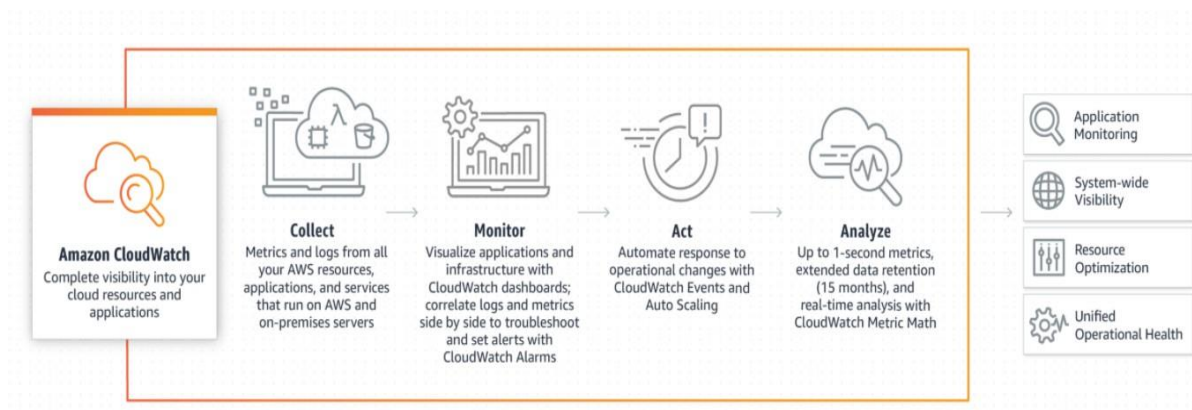 Amazon CloudWatch
Complete visibility into your
cloud resources and
applications
Collect
Metrics and logs from all
your AWS resources,
applications, and services
that run on AWS and
on-premises servers
Monitor
Visualize applications and
infrastructure with
CloudWatch dashboards;
correlate logs and metrics
side by side to troubleshoot
and set alerts with
CloudWatch Alarms
Act
Automate response to
operational changes with
CloudWatch Events and
Auto Scaling
Analyze
Up to 1-second metrics,
extended data retention
(15 months), and
real-time analysis with
CloudWatch Metric Math
Application
Monitoring
System-wide
Visibility
Resource
Optimization
Unified
Operational Health